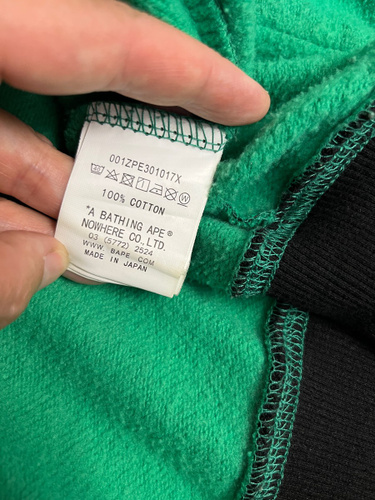 001ZPE301017X
100% COTTON
"A BATHING APE®
NOWHERE CO.,LTD.
03 (5772) 2524
WWW. BAPE. COM
MADE IN JAPAN